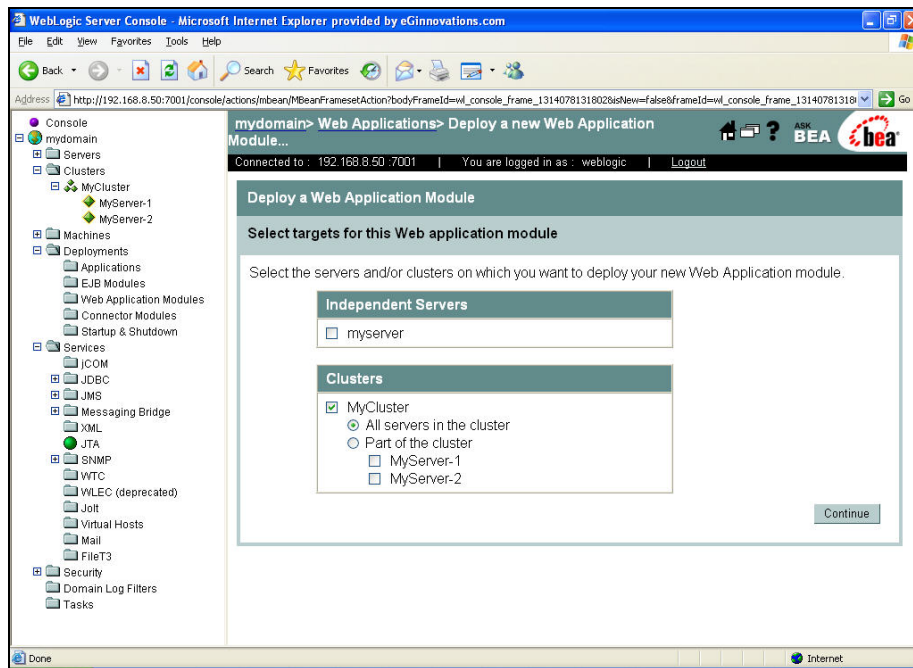 WebLogic Server Console - Microsoft Internet Explorer provided by eGinnovations.com
File Edit View Favorites Tools Help
Back Search Favorites
Address http://192.168.8.50:7001/console/actions/mbean/MBeanFramesetAction?bodyFrameId=wl_console_frame_1314078131802&isNew=false&frameId=wl_console_frame_13140781318 Go
Console
mydomain
Servers
Clusters
MyCluster
MyServer-1
MyServer-2
Machines
Deployments
Applications
EJB Modules
Web Application Modules
Connector Modules
Startup & Shutdown
Services
jCOM
JDBC
JMS
Messaging Bridge
XML
JTA
SNMP
WTC
WLEC (deprecated)
Jolt
Virtual Hosts
Mail
FileT3
Security
Domain Log Filters
Tasks
mydomain> Web Applications> Deploy a new Web Application
Module...
? ASK BEA bea
Connected to : 192.168.8.50 :7001 | You are logged in as : weblogic | Logout
Deploy a Web Application Module
Select targets for this Web application module
Select the servers and/or clusters on which you want to deploy your new Web Application module.
Independent Servers
myserver
Clusters
MyCluster
All servers in the cluster
Part of the cluster
MyServer-1
MyServer-2
Continue
Done Internet